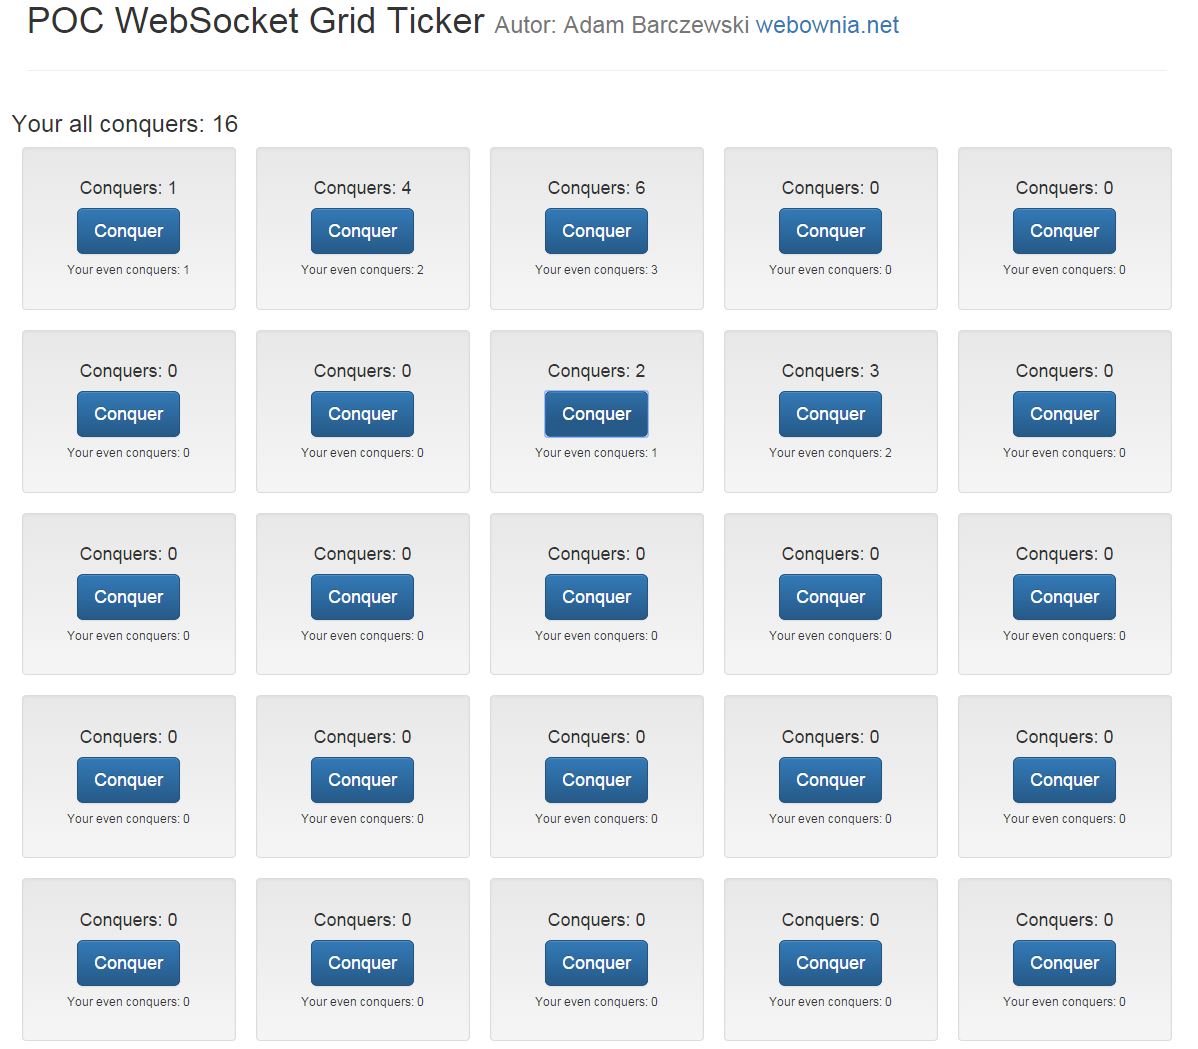 POC WebSocket Grid Ticker Autor: Adam Barczewski webownia.net
Your all conquers: 16
Conquers: 1 Conquers: 4 Conquers: 6 Conquers: 0 Conquers: 0
Conquer Conquer Conquer Conquer Conquer
Your even conquers: 1 Your even conquers: 2 Your even conquers: 3 Your even conquers: 0 Your even conquers: 0
Conquers: 0 Conquers: 0 Conquers: 2 Conquers: 3 Conquers: 0
Conquer Conquer Conquer Conquer Conquer
Your even conquers: 0 Your even conquers: 0 Your even conquers: 1 Your even conquers: 2 Your even conquers: 0
Conquers: 0 Conquers: 0 Conquers: 0 Conquers: 0 Conquers: 0
Conquer Conquer Conquer Conquer Conquer
Your even conquers: 0 Your even conquers: 0 Your even conquers: 0 Your even conquers: 0 Your even conquers: 0
Conquers: 0 Conquers: 0 Conquers: 0 Conquers: 0 Conquers: 0
Conquer Conquer Conquer Conquer Conquer
Your even conquers: 0 Your even conquers: 0 Your even conquers: 0 Your even conquers: 0 Your even conquers: 0
Conquers: 0 Conquers: 0 Conquers: 0 Conquers: 0 Conquers: 0
Conquer Conquer Conquer Conquer Conquer
Your even conquers: 0 Your even conquers: 0 Your even conquers: 0 Your even conquers: 0 Your even conquers: 0